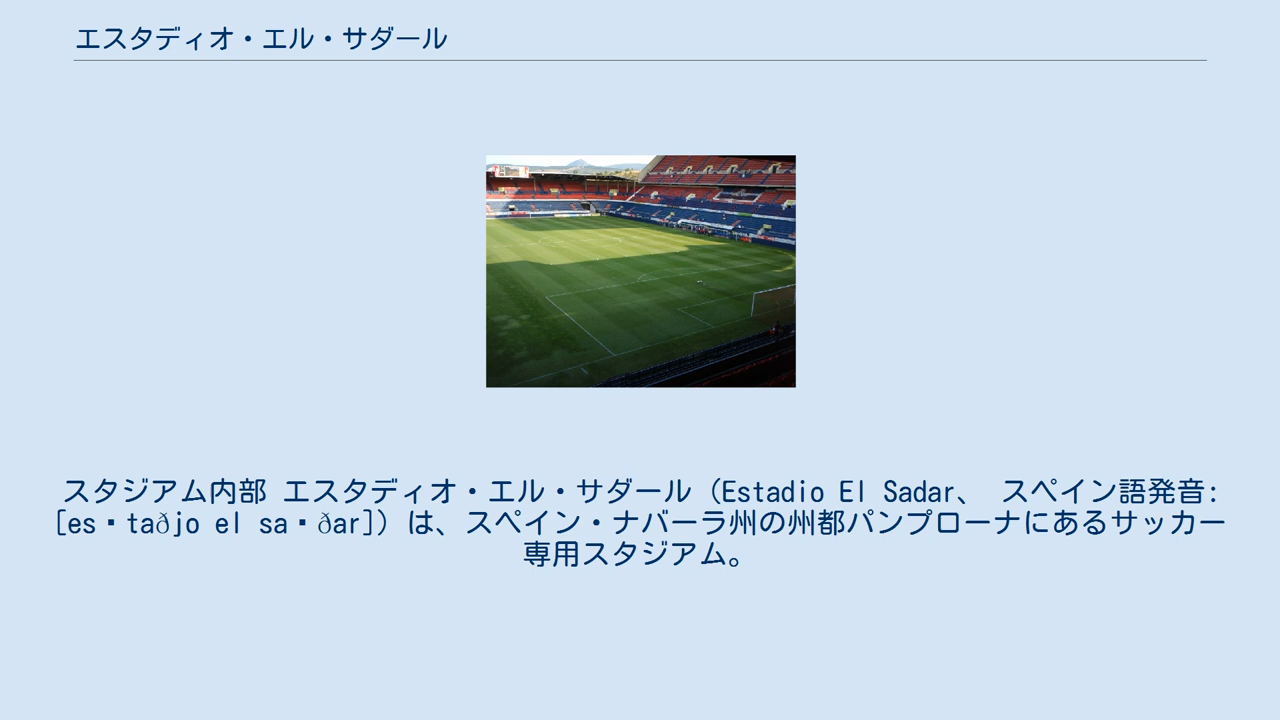 エスタディオ・エル・サダール
スタジアム内部 エスタディオ・エル・サダール（Estadio El Sadar、 スペイン語発音:
[es▪taðjo el sa▪ðar]）は、スペイン・ナバーラ州の州都パンプローナにあるサッカー
専用スタジアム。